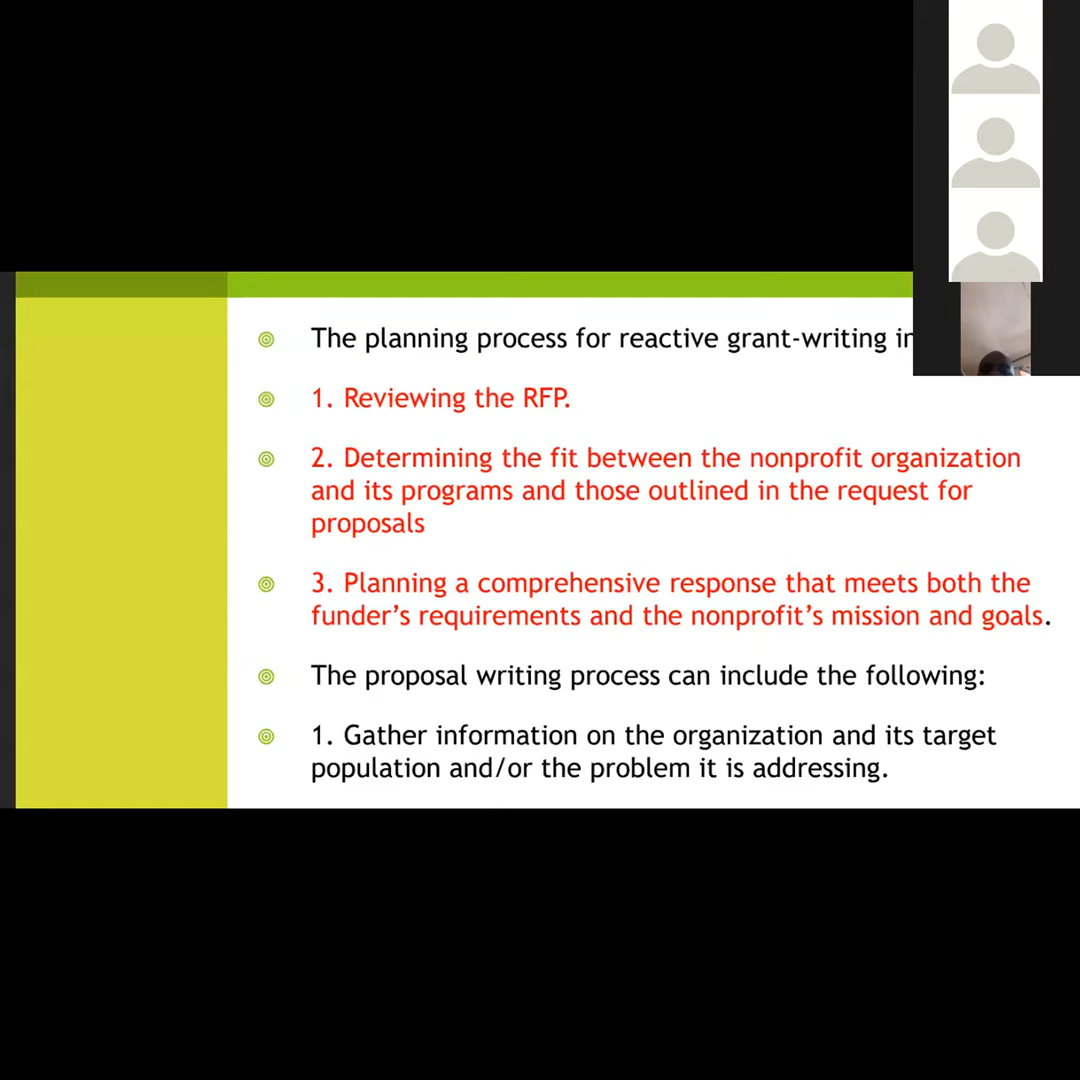 The planning process for reactive grant-writing
1. Reviewing the RFP.
2. Determining the fit between the nonprofit organization
and its programs and those outlined in the request for
proposals
3. Planning a comprehensive response that meets both the
funder’s requirements and the nonprofit’s mission and goals.
The proposal writing process can include the following:
1. Gather information on the organization and its target
population and/or the problem it is addressing.